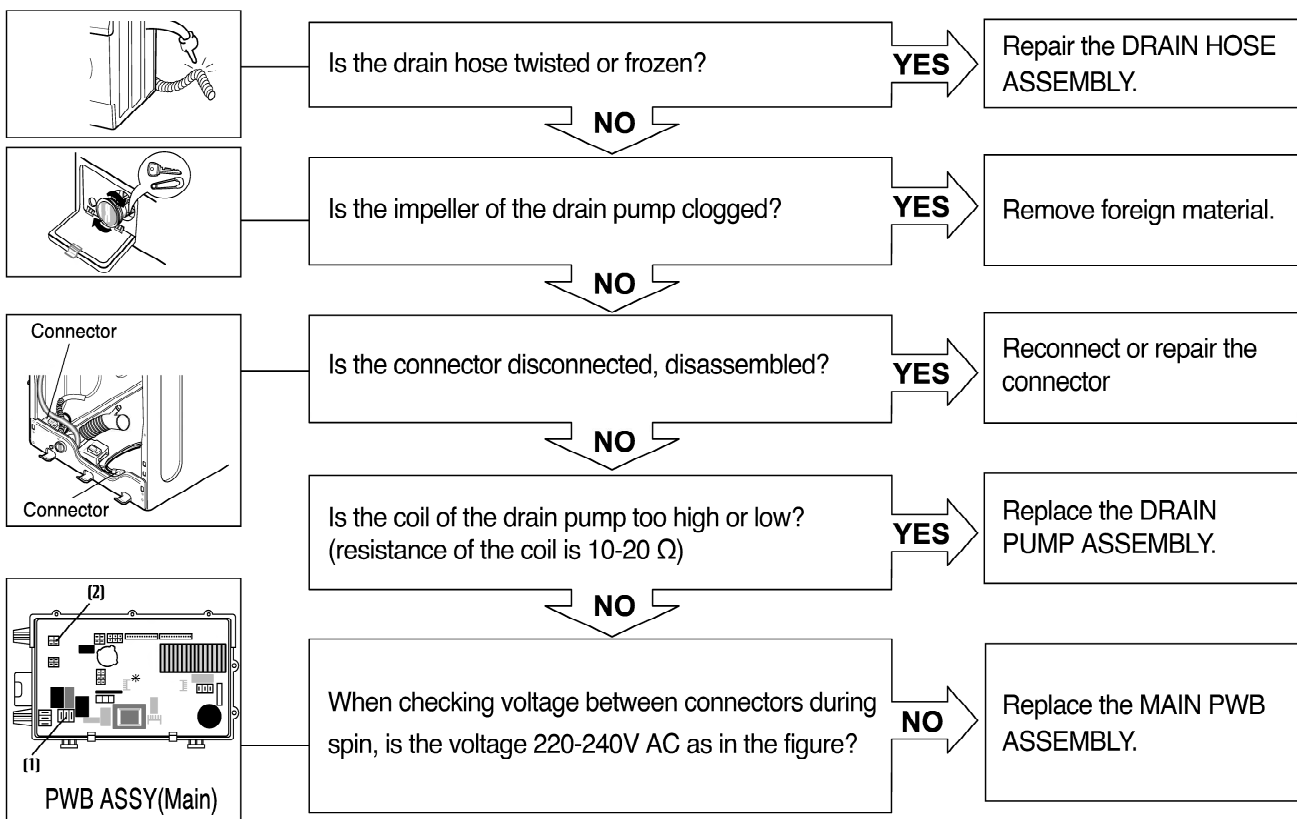 Is the drain hose twisted or frozen?
YES
Repair the DRAIN HOSE
ASSEMBLY.
NO
Is the impeller of the drain pump clogged?
YES
Remove foreign material.
NO
Connector
Connector
Is the connector disconnected, disassembled?
YES
Reconnect or repair the
connector
NO
Is the coil of the drain pump too high or low?
(resistance of the coil is 10-20 Ω)
YES
Replace the DRAIN
PUMP ASSEMBLY.
NO
(2)
(1)
PWB ASSY(Main)
When checking voltage between connectors during
spin, is the voltage 220-240V AC as in the figure?
NO
Replace the MAIN PWB
ASSEMBLY.